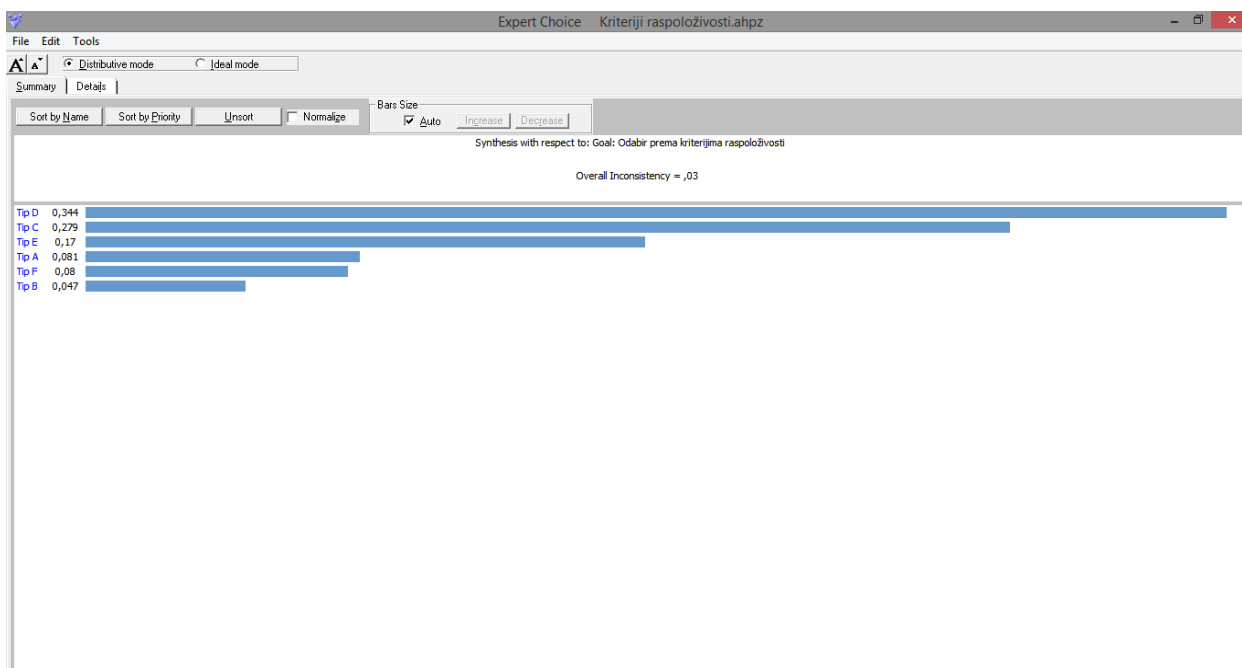 Expert Choice Kriteriji raspoloživosti.ahpz
File Edit Tools
A A Distributive mode Ideal mode
Summary Details
Sort by Name Sort by Priority Unsort Normalize Bars Size Auto Increase Decrease
Synthesis with respect to: Goal: Odabir prema kriterijima raspoloživosti
Overall Inconsistency = ,03
Tip D 0,344
Tip C 0,279
Tip E 0,17
Tip A 0,081
Tip F 0,08
Tip B 0,047